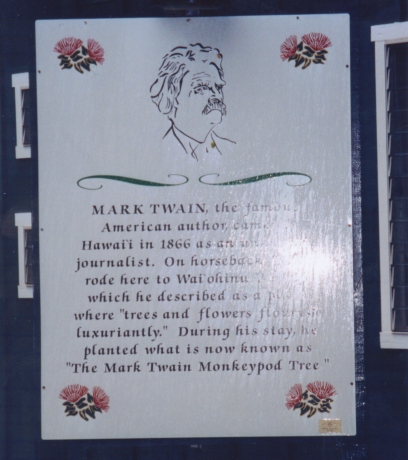 MARK TWAIN, the famous
American author, came
Hawai'i in 1866 as an
journalist. On horseback
rode here to Wai'ohinu
which he described as a
where "trees and flowers flourish
luxuriantly." During his stay, he
planted what is now known as
"The Mark Twain Monkeypod Tree"